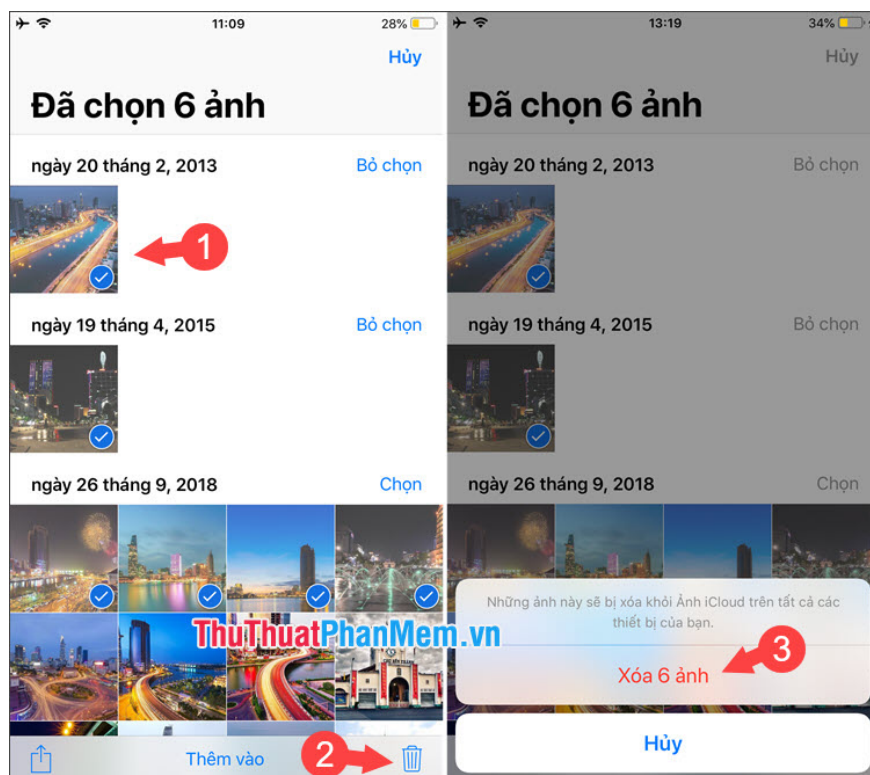 11:09
28%
Hủy
Đã chọn 6 ảnh
ngày 20 tháng 2, 2013
Bỏ chọn
1
ngày 19 tháng 4, 2015
Bỏ chọn
ngày 26 tháng 9, 2018
Chọn
Thêm vào
2
13:19
34%
Hủy
Đã chọn 6 ảnh
ngày 20 tháng 2, 2013
Bỏ chọn
ngày 19 tháng 4, 2015
Bỏ chọn
ngày 26 tháng 9, 2018
Chọn
Những ảnh này sẽ bị xóa khỏi Ảnh iCloud trên tất cả các
thiết bị của bạn.
3
Xóa 6 ảnh
Hủy
ThuThuatPhanMem.vn